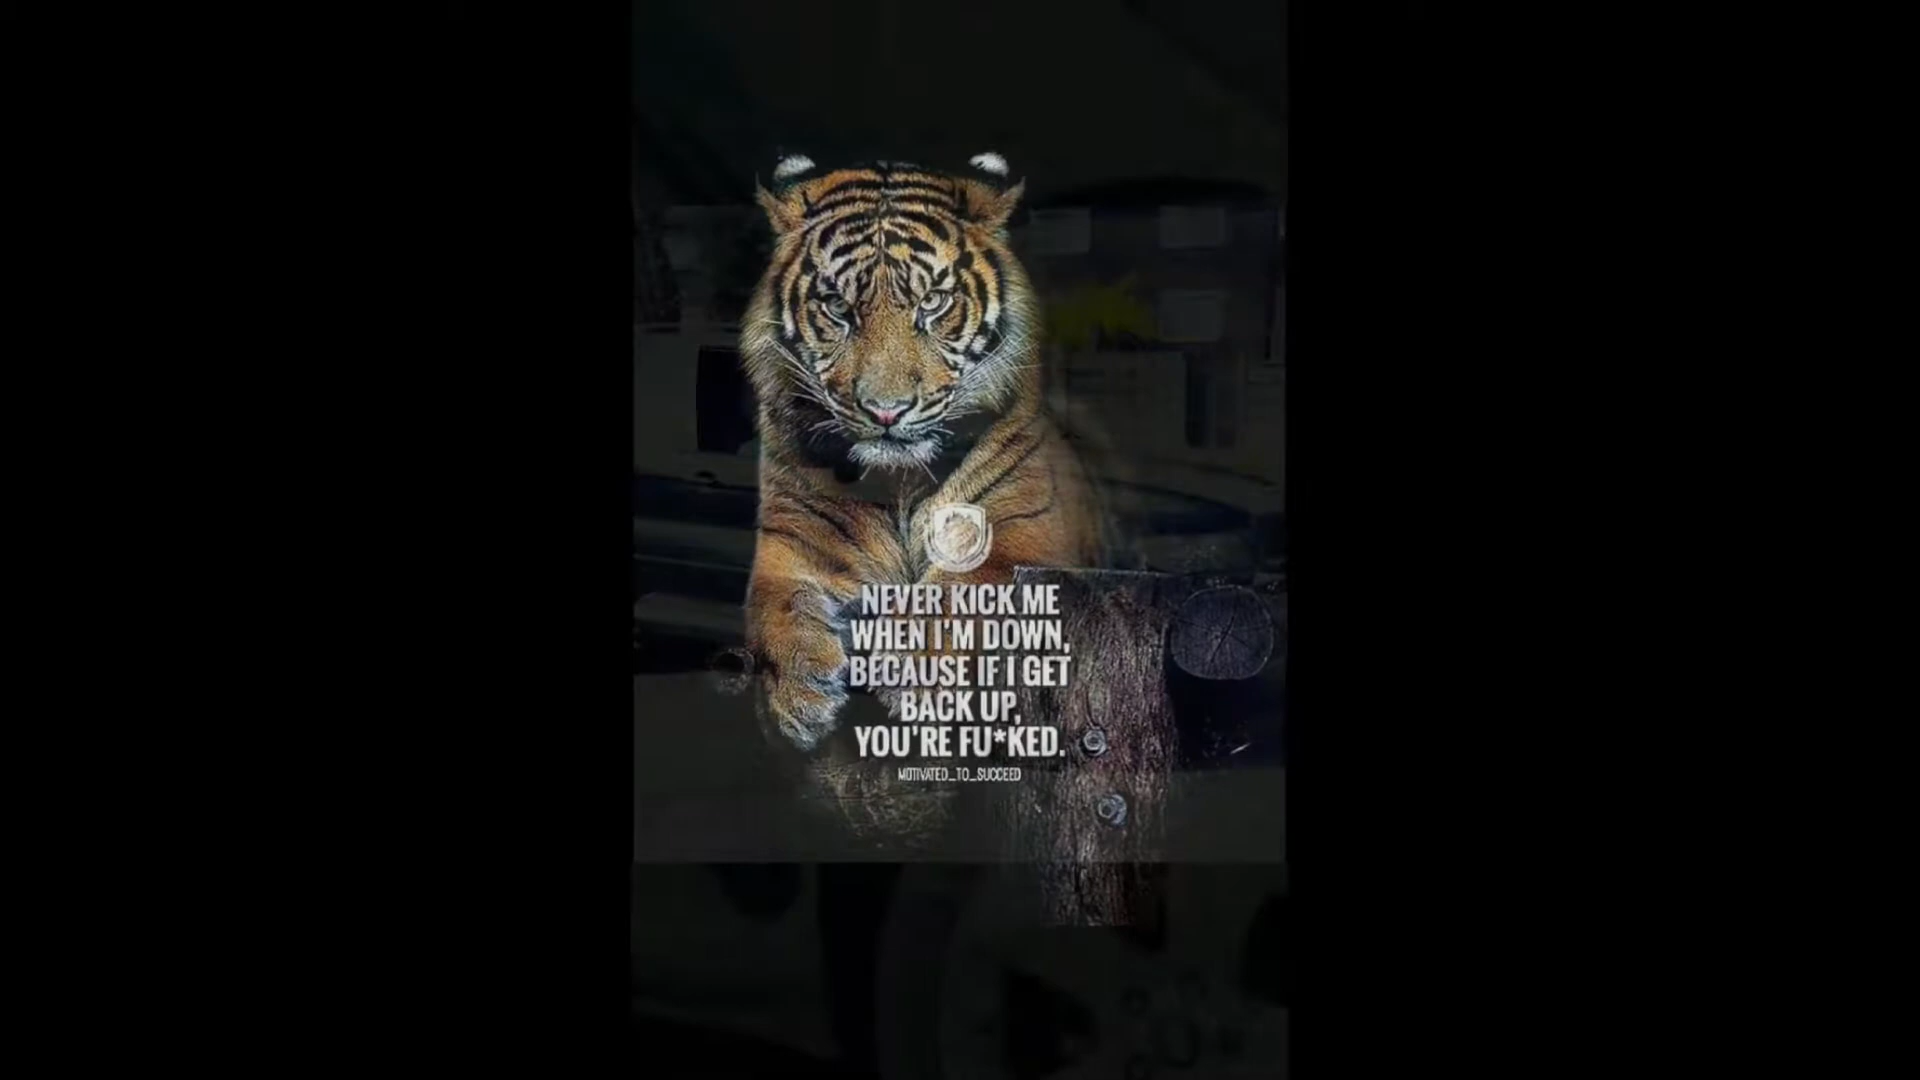 NEVER KICK ME
WHEN I'M DOWN,
BECAUSE IF I GET
BACK UP,
YOU'RE FU*KED.
MOTIVATED_TO_SUCCEED